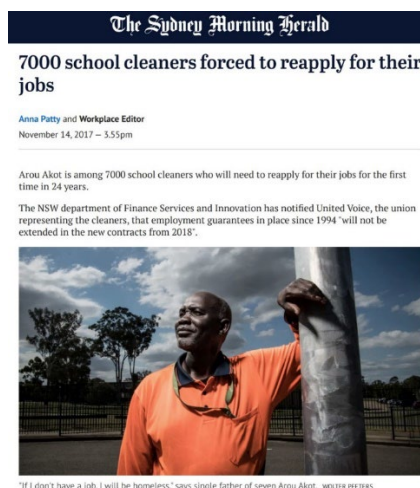 The Sydney Morning Herald
7000 school cleaners forced to reapply for their
jobs
Anna Patty and Workplace Editor
November 14, 2017 — 3.55pm
Arou Akot is among 7000 school cleaners who will need to reapply for their jobs for the first
time in 24 years.
The NSW department of Finance Services and Innovation has notified United Voice, the union
representing the cleaners, that employment guarantees in place since 1994 "will not be
extended in the new contracts from 2018".
"If I don't have a job, I will be homeless," says single father of seven Arou Akot. WOLTER PEETERS